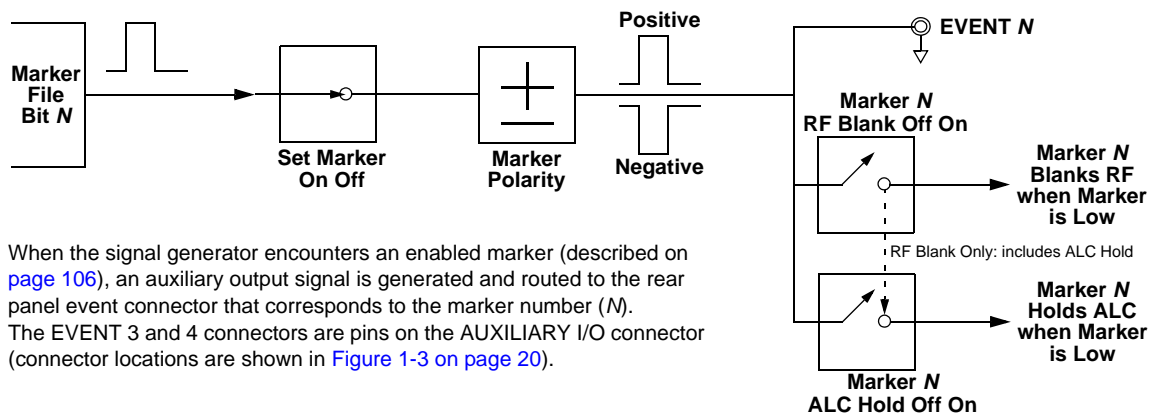 Marker
File
Bit N
Set Marker
On Off
Marker
Polarity
Positive
Negative
EVENT N
Marker N
RF Blank Off On
Marker N
Blanks RF
when Marker
is Low
RF Blank Only: includes ALC Hold
Marker N
Holds ALC
when Marker
is Low
Marker N
ALC Hold Off On
When the signal generator encounters an enabled marker (described on
page 106), an auxiliary output signal is generated and routed to the rear
panel event connector that corresponds to the marker number (N).
The EVENT 3 and 4 connectors are pins on the AUXILIARY I/O connector
(connector locations are shown in Figure 1-3 on page 20).